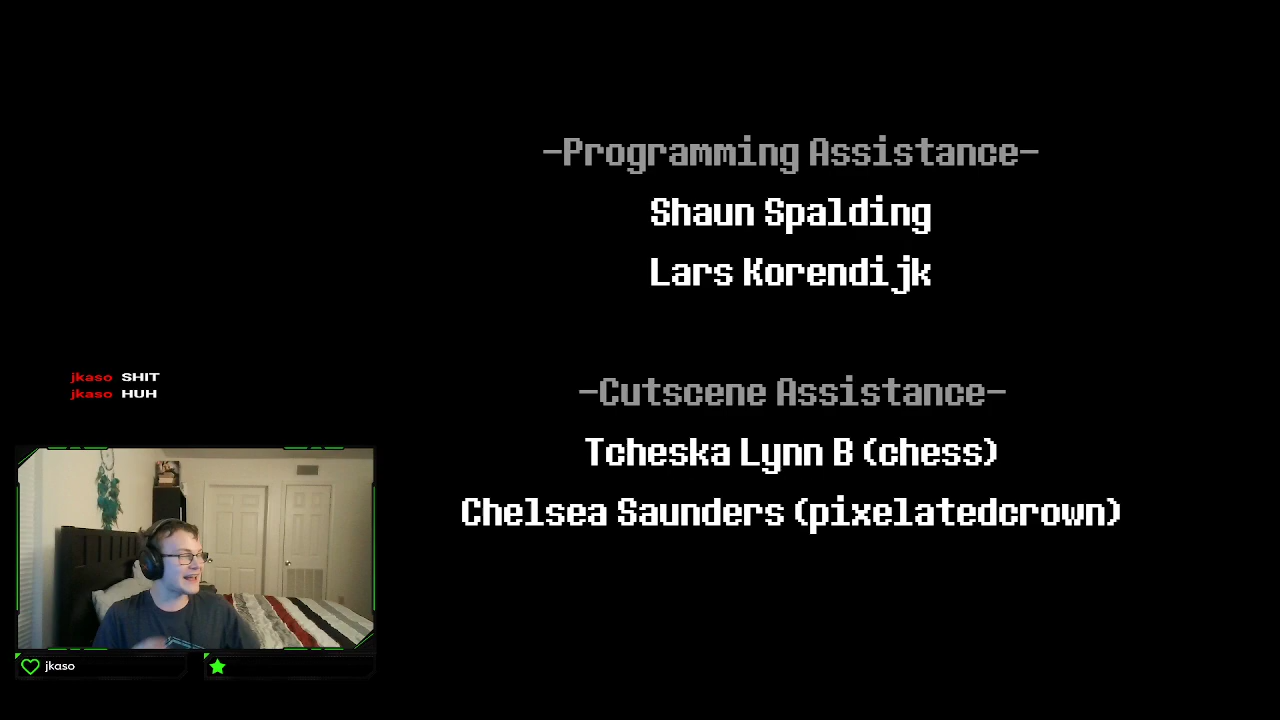 -Programming Assistance-
Shaun Spalding
Lars Korendijk
-Cutscene Assistance-
Tcheska Lynn B (chess)
Chelsea Saunders (pixelatedcrown)
jkaso SHIT
jkaso HUH
jkaso